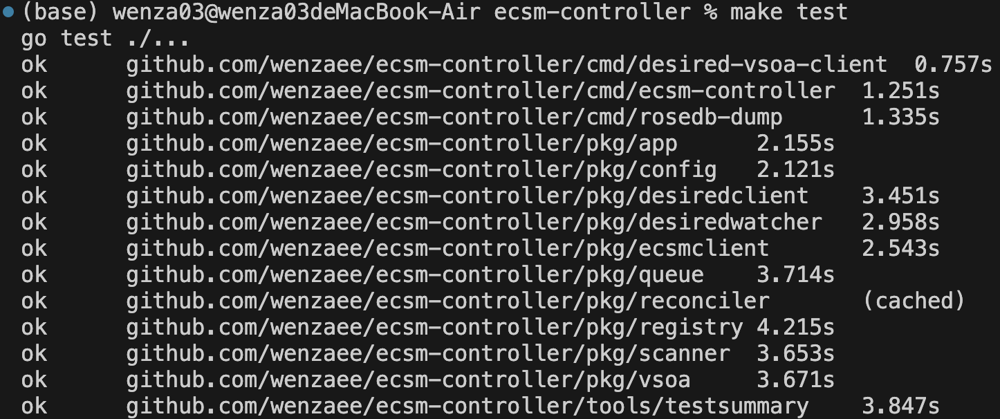 (base) wenza03@wenza03deMacBook-Air ecsm-controller % make test
go test ./...
ok github.com/wenzaee/ecsm-controller/cmd/desired-vsoa-client 0.757s
ok github.com/wenzaee/ecsm-controller/cmd/ecsm-controller 1.251s
ok github.com/wenzaee/ecsm-controller/cmd/rosedb-dump 1.335s
ok github.com/wenzaee/ecsm-controller/pkg/app 2.155s
ok github.com/wenzaee/ecsm-controller/pkg/config 2.121s
ok github.com/wenzaee/ecsm-controller/pkg/desiredclient 3.451s
ok github.com/wenzaee/ecsm-controller/pkg/desiredwatcher 2.958s
ok github.com/wenzaee/ecsm-controller/pkg/ecsmclient 2.543s
ok github.com/wenzaee/ecsm-controller/pkg/queue 3.714s
ok github.com/wenzaee/ecsm-controller/pkg/reconciler (cached)
ok github.com/wenzaee/ecsm-controller/pkg/registry 4.215s
ok github.com/wenzaee/ecsm-controller/pkg/scanner 3.653s
ok github.com/wenzaee/ecsm-controller/pkg/vsoa 3.671s
ok github.com/wenzaee/ecsm-controller/tools/testsummary 3.847s